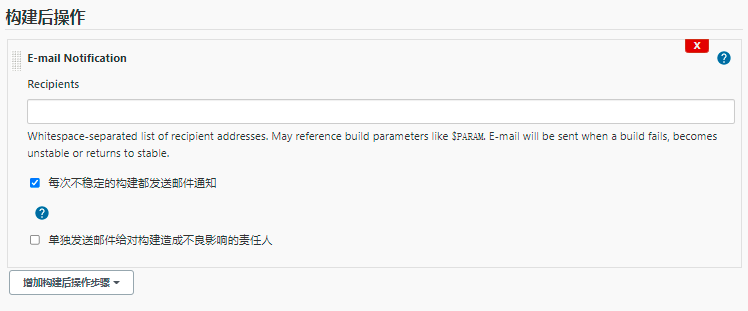 构建后操作
X
E-mail Notification
?
Recipients
Whitespace-separated list of recipient addresses. May reference build parameters like $PARAM. E-mail will be sent when a build fails, becomes
unstable or returns to stable.
每次不稳定的构建都发送邮件通知
?
单独发送邮件给对构建造成不良影响的责任人
增加构建后操作步骤